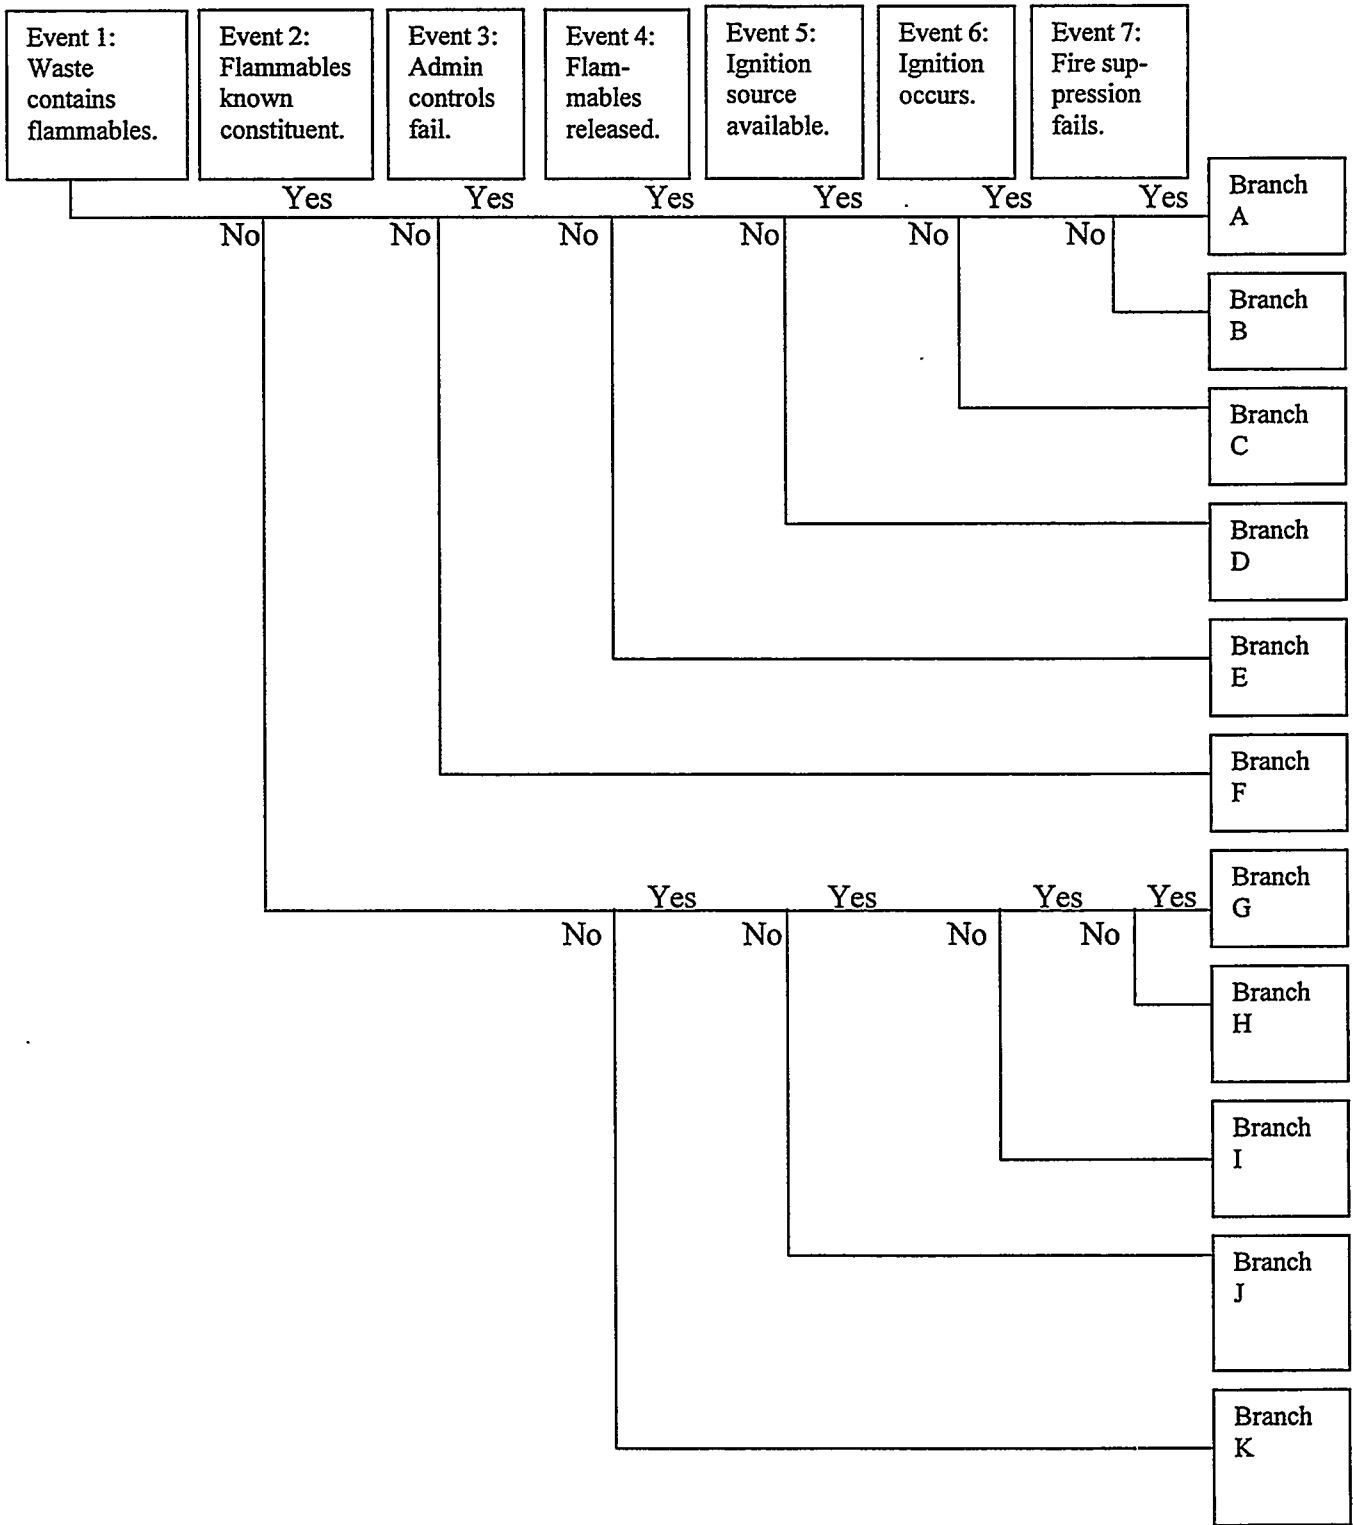 Event 1:
Waste
contains
flammables.
Event 2:
Flammables
known
constituent.
Event 3:
Admin
controls
fail.
Event 4:
Flam-
mables
released.
Event 5:
Ignition
source
available.
Event 6:
Ignition
occurs.
Event 7:
Fire sup-
pression
fails.
Yes Yes Yes Yes Yes Yes
No No No No No No
Branch
A
Branch
B
Branch
C
Branch
D
Branch
E
Branch
F
Yes Yes Yes Yes
No No No No
Branch
G
Branch
H
Branch
I
Branch
J
Branch
K